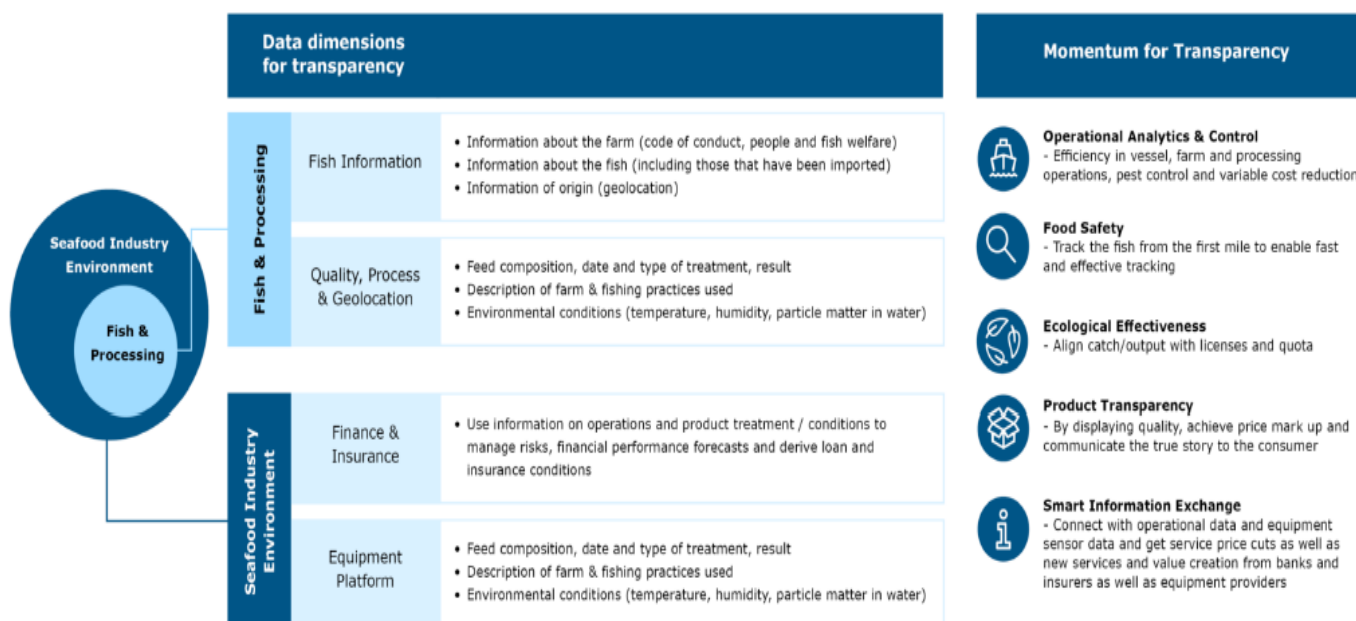 Data dimensions
for transparency
Momentum for Transparency
Seafood Industry
Environment
Fish &
Processing
Fish & Processing
Fish Information
• Information about the farm (code of conduct, people and fish welfare)
• Information about the fish (including those that have been imported)
• Information of origin (geolocation)
Quality, Process
& Geolocation
• Feed composition, date and type of treatment, result
• Description of farm & fishing practices used
• Environmental conditions (temperature, humidity, particle matter in water)
Seafood Industry
Environment
Finance &
Insurance
• Use information on operations and product treatment / conditions to
manage risks, financial performance forecasts and derive loan and
insurance conditions
Equipment
Platform
• Feed composition, date and type of treatment, result
• Description of farm & fishing practices used
• Environmental conditions (temperature, humidity, particle matter in water)
Operational Analytics & Control
- Efficiency in vessel, farm and processing
operations, pest control and variable cost reduction
Food Safety
- Track the fish from the first mile to enable fast
and effective tracking
Ecological Effectiveness
- Align catch/output with licenses and quota
Product Transparency
- By displaying quality, achieve price mark up and
communicate the true story to the consumer
Smart Information Exchange
- Connect with operational data and equipment
sensor data and get service price cuts as well as
new services and value creation from banks and
insurers as well as equipment providers